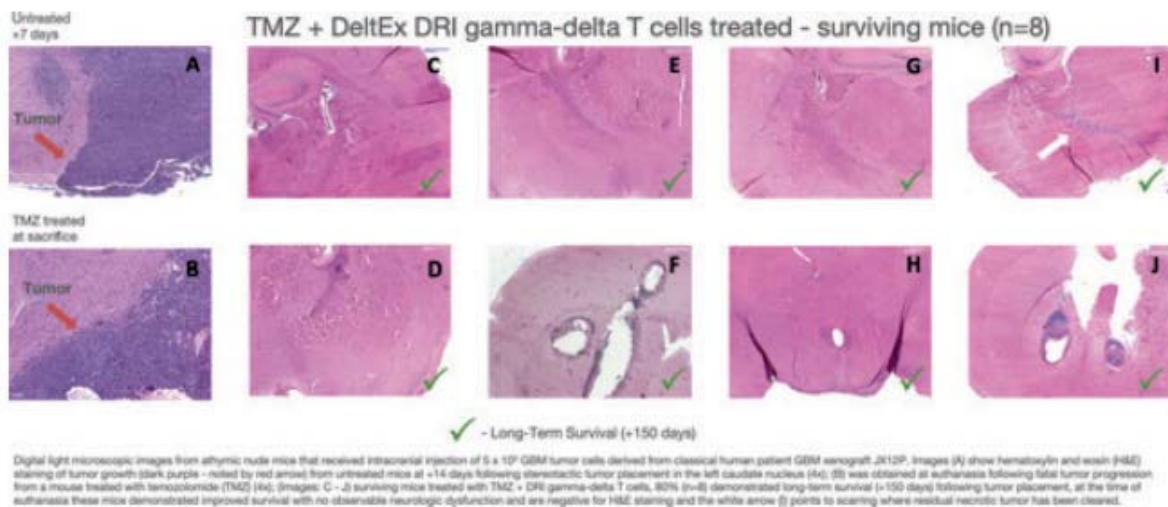 Untreated
+7 days
TMZ + DeltEx DRI gamma-delta T cells treated - surviving mice (n=8)
A
C
E
G
I
Tumor
TMZ treated
at sacrifice
B
D
F
H
J
Tumor
- Long-Term Survival (+150 days)
Digital light microscopic images from athymic nude mice that received intracranial injection of 5 x 10⁵ GBM tumor cells derived from classical human patient GBM xenograft JX12P. Images (A) show hematoxylin and eosin (H&E)
staining of tumor growth (dark purple - noted by red arrow) from untreated mice at +14 days following stereotactic tumor placement in the left caudate nucleus (4x); (B) was obtained at euthanasia following fatal tumor progression
from a mouse treated with temozolomide (TMZ) (4x); (Images: C - J) surviving mice treated with TMZ + DRI gamma-delta T cells, 80% (n=8) demonstrated long-term survival (+150 days) following tumor placement, at the time of
euthanasia these mice demonstrated improved survival with no observable neurologic dysfunction and are negative for H&E staining and the white arrow (I) points to scarring where residual necrotic tumor has been cleared.